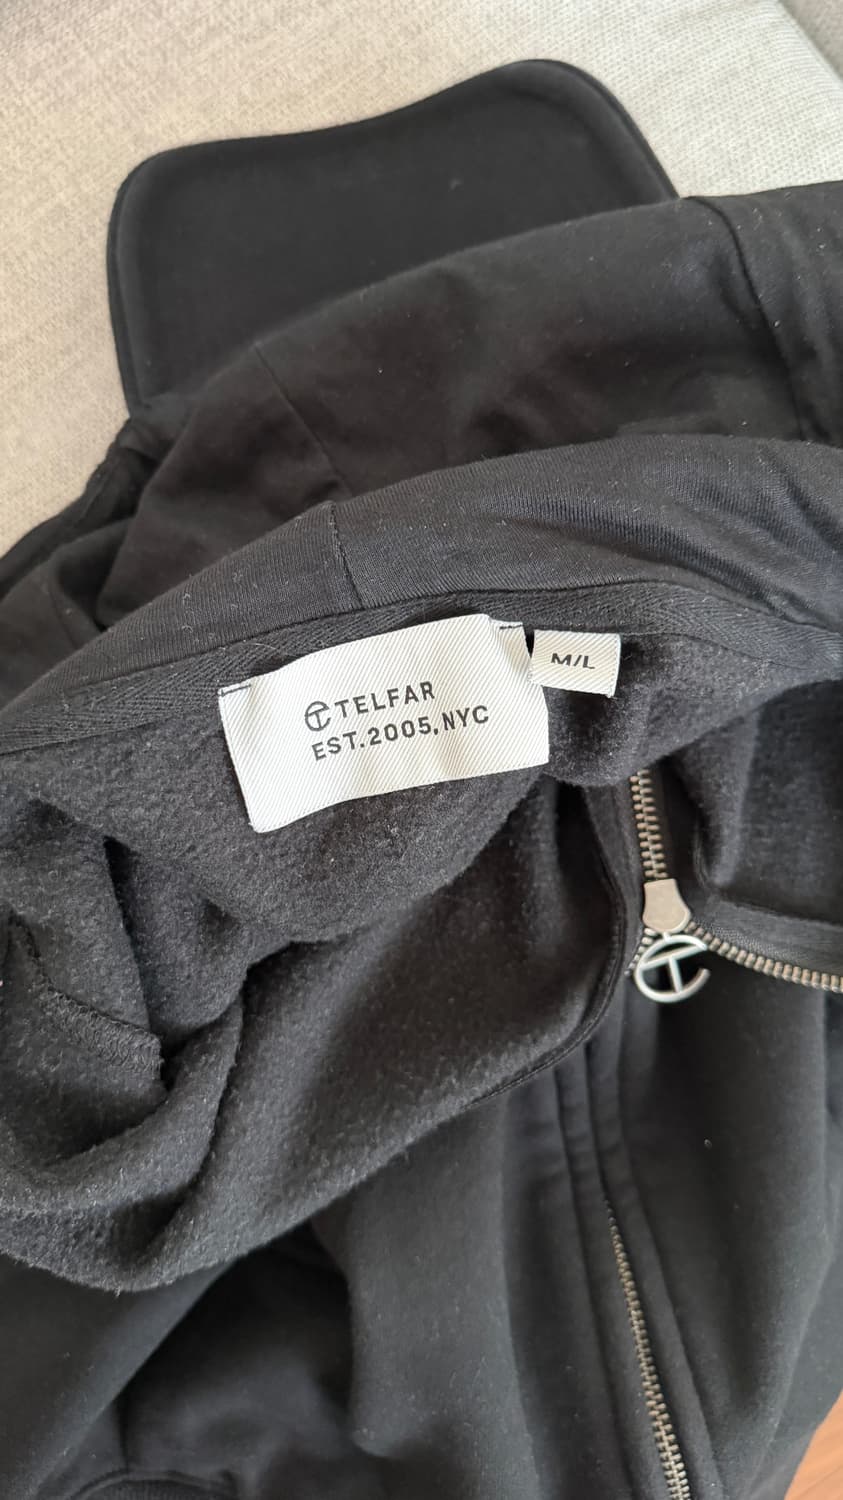 TELFAR
EST. 2005, NYC
M/L